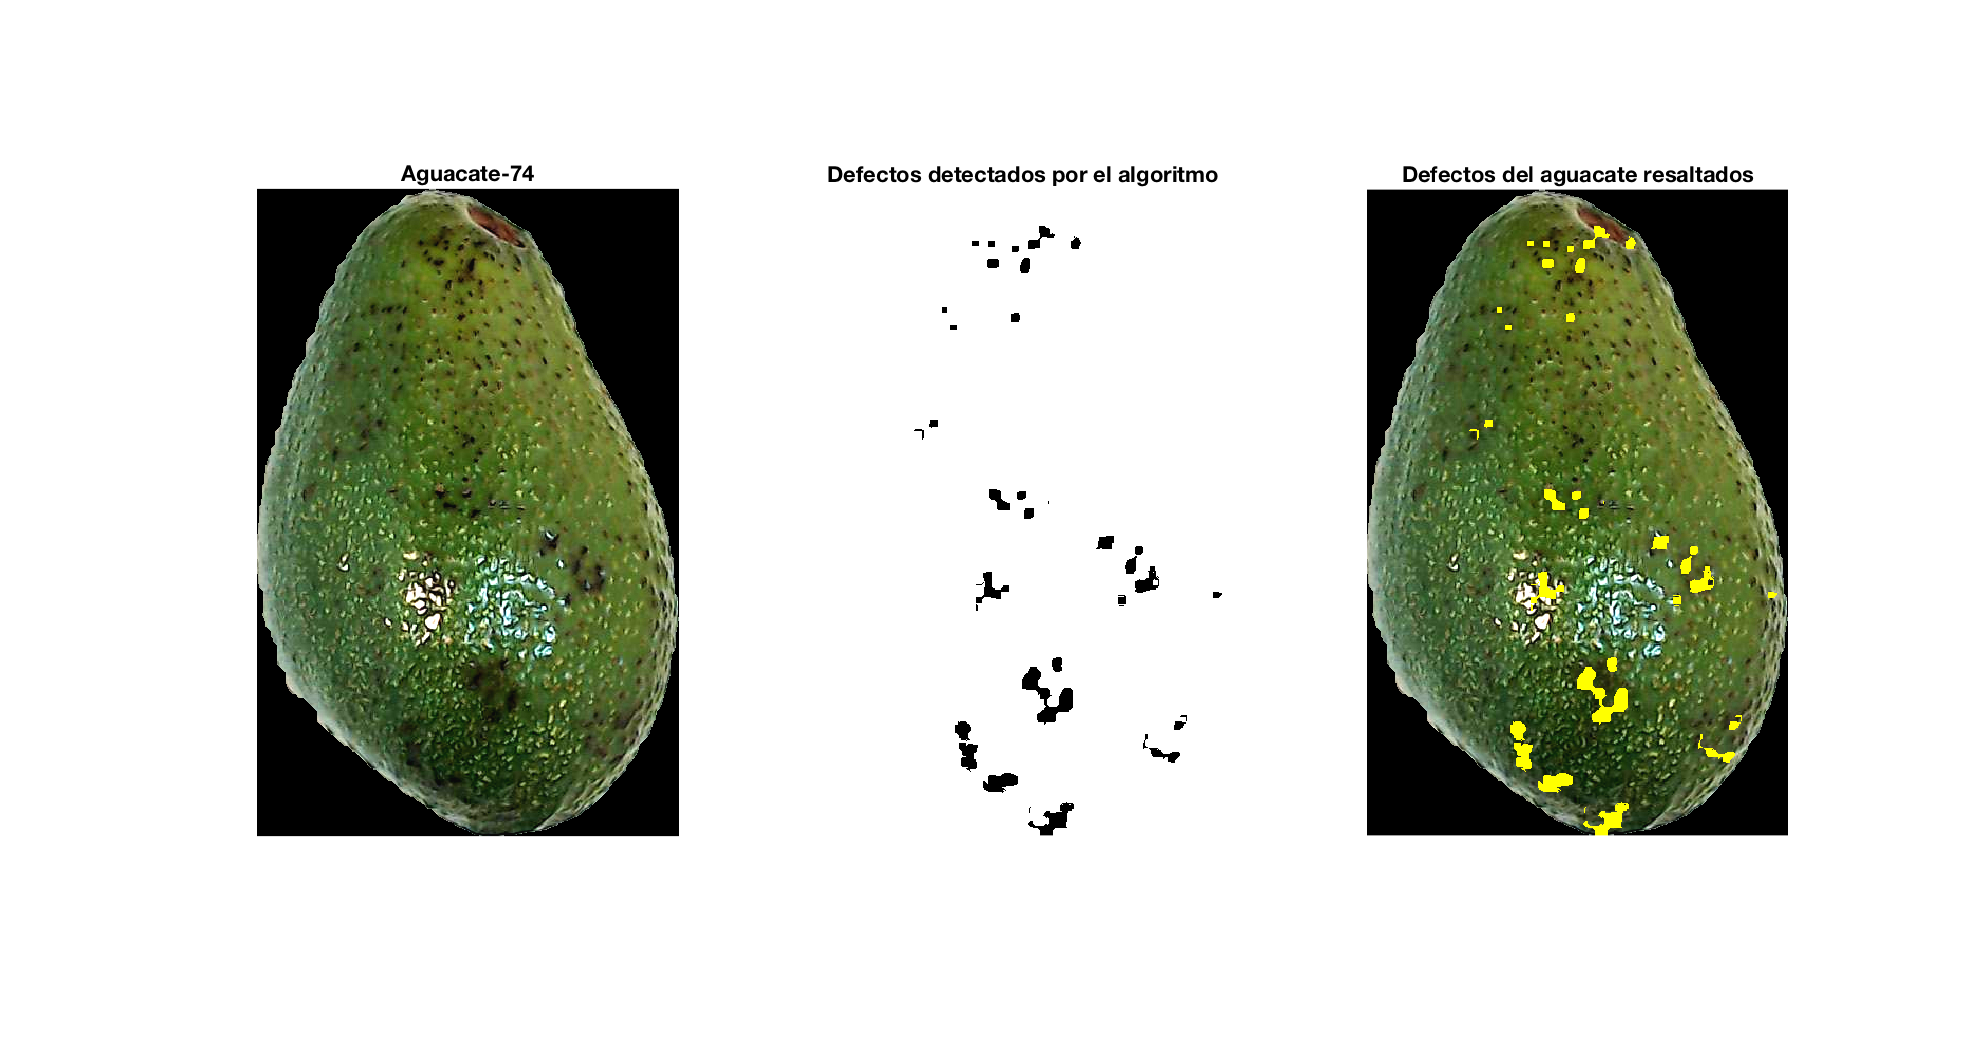 Aguacate-74
Defectos detectados por el algoritmo
Defectos del aguacate resaltados